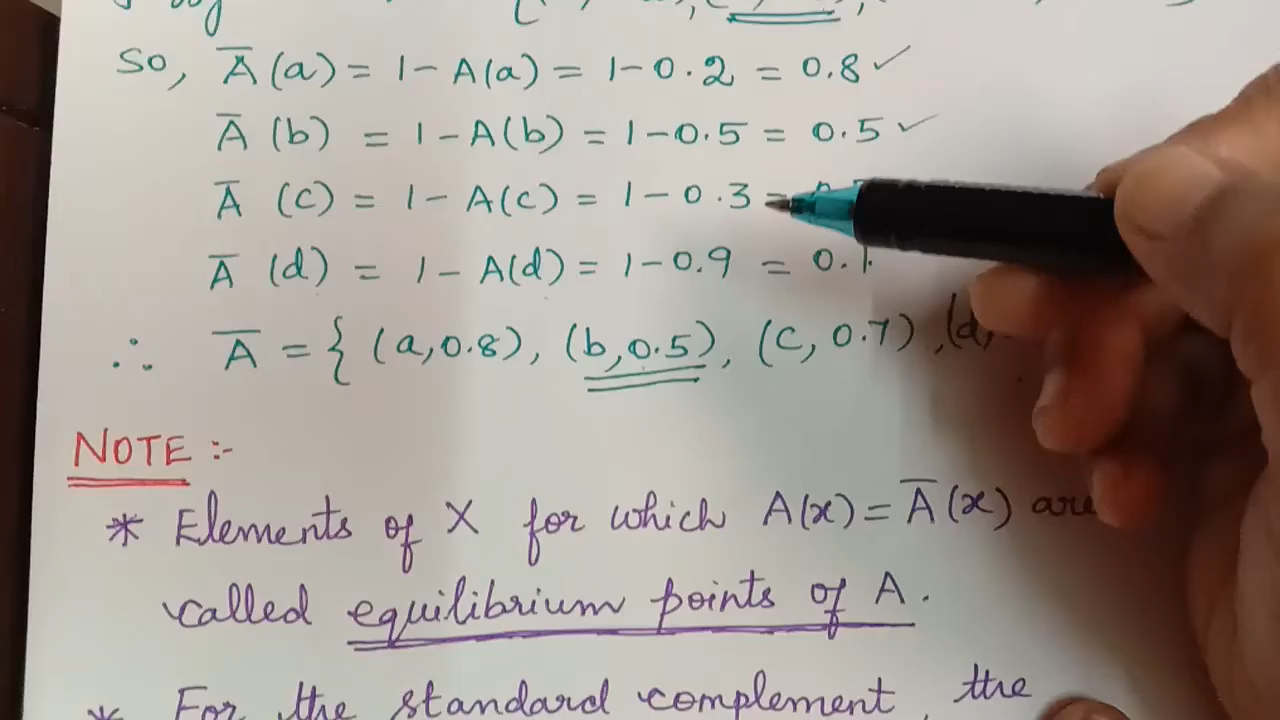 So, A̅(a) = 1 - A(a) = 1 - 0.2 = 0.8 ✓
A̅ (b) = 1 - A(b) = 1 - 0.5 = 0.5 ✓
A̅ (c) = 1 - A(c) = 1 - 0.3 =
A̅ (d) = 1 - A(d) = 1 - 0.9 = 0.1
∴ A̅ = { (a, 0.8), (b, 0.5), (c, 0.7), (d,
NOTE :-
* Elements of X for which A(x) = A̅(x) are
called equilibrium points of A.
* For the standard complement, the